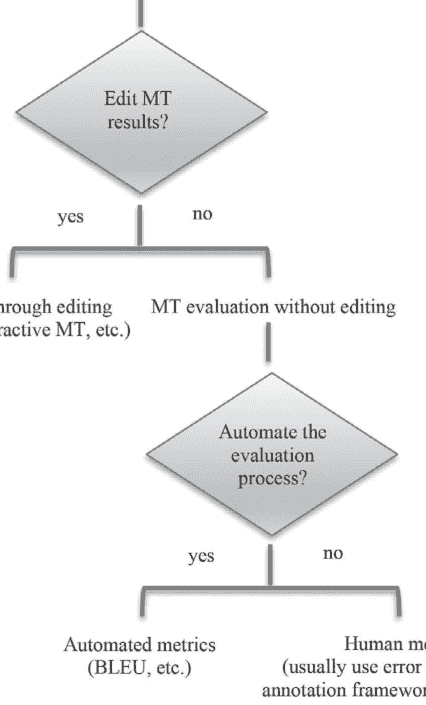 Edit MT
results?
yes
no
hrough editing
ractive MT, etc.)
MT evaluation without editing
Automate the
evaluation
process?
yes
no
Automated metrics
(BLEU, etc.)
Human me
(usually use error
annotation framewor